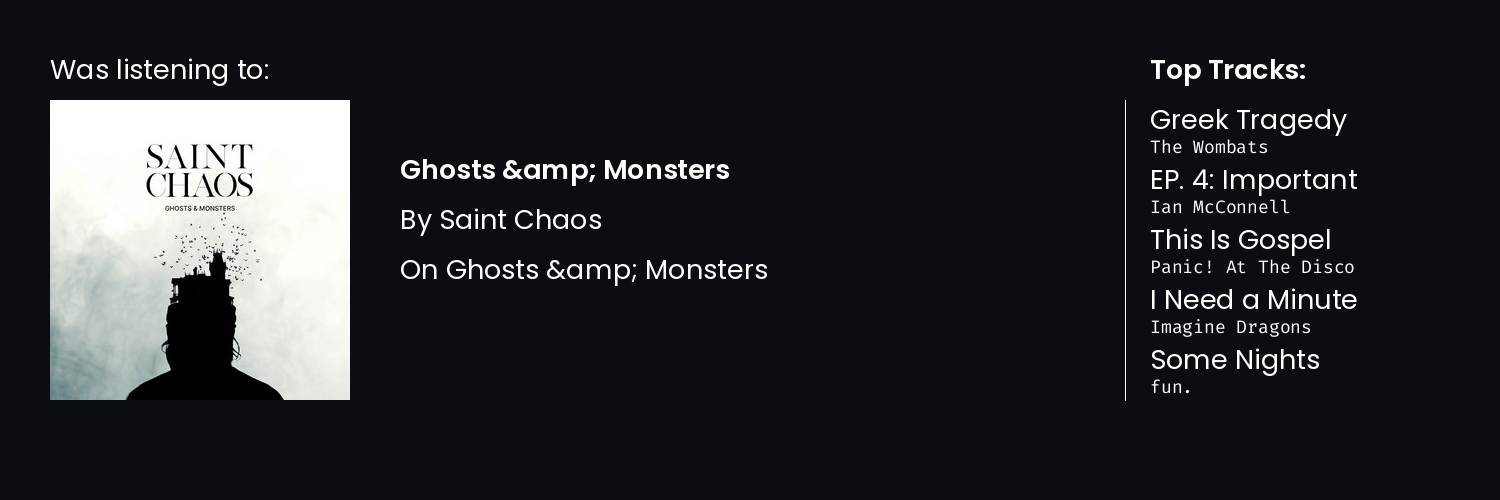 Was listening to:
SAINT
CHAOS
GHOSTS & MONSTERS
Ghosts &amp; Monsters
By Saint Chaos
On Ghosts &amp; Monsters
Top Tracks:
Greek Tragedy
The Wombats
EP. 4: Important
Ian McConnell
This Is Gospel
Panic! At The Disco
I Need a Minute
Imagine Dragons
Some Nights
fun.